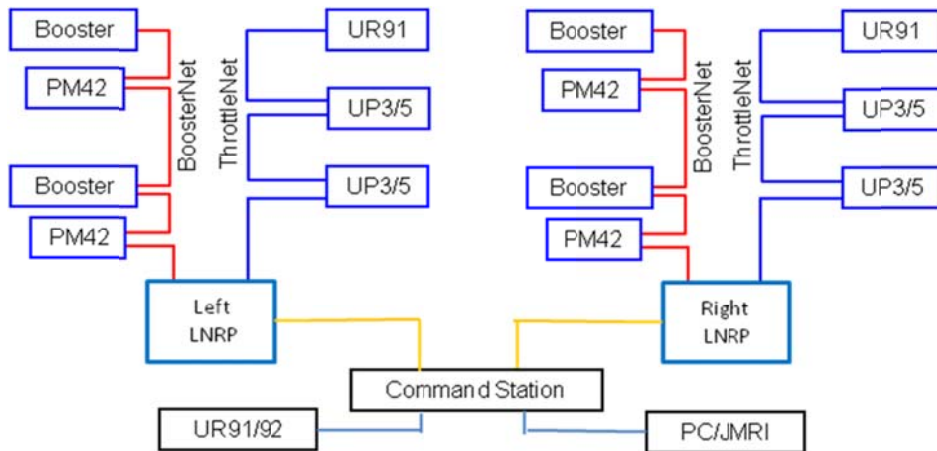 Booster
PM42
Booster
PM42
BoosterNet
ThrottleNet
UR91
UP3/5
UP3/5
Left
LNRP
Booster
PM42
Booster
PM42
BoosterNet
ThrottleNet
UR91
UP3/5
UP3/5
Right
LNRP
Command Station
UR91/92
PC/JMRI